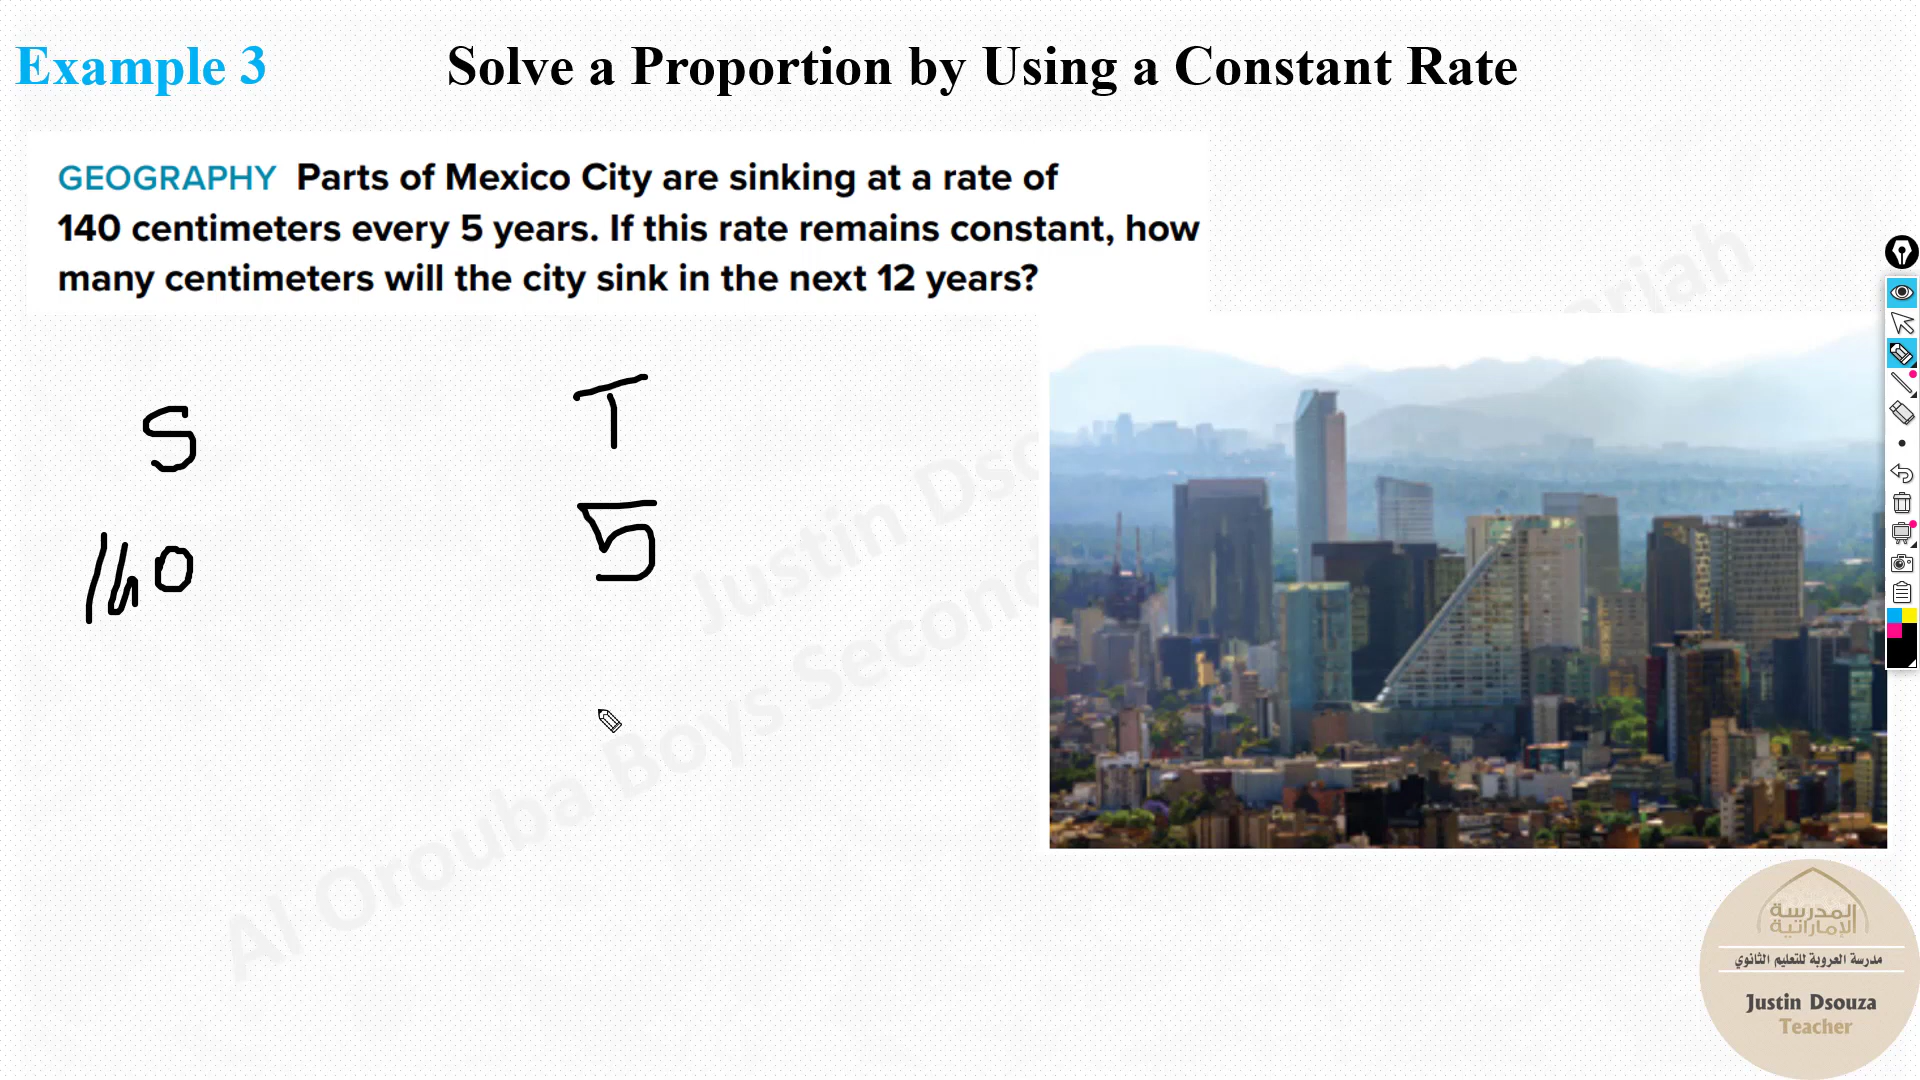 Example 3
Solve a Proportion by Using a Constant Rate
GEOGRAPHY Parts of Mexico City are sinking at a rate of
140 centimeters every 5 years. If this rate remains constant, how
many centimeters will the city sink in the next 12 years?
S T
140 5
Justin
Al Orouba Boys
المدرسة
الإماراتية
مدرسة العروبة للتعليم الثانوي
Justin Dsouza
Teacher